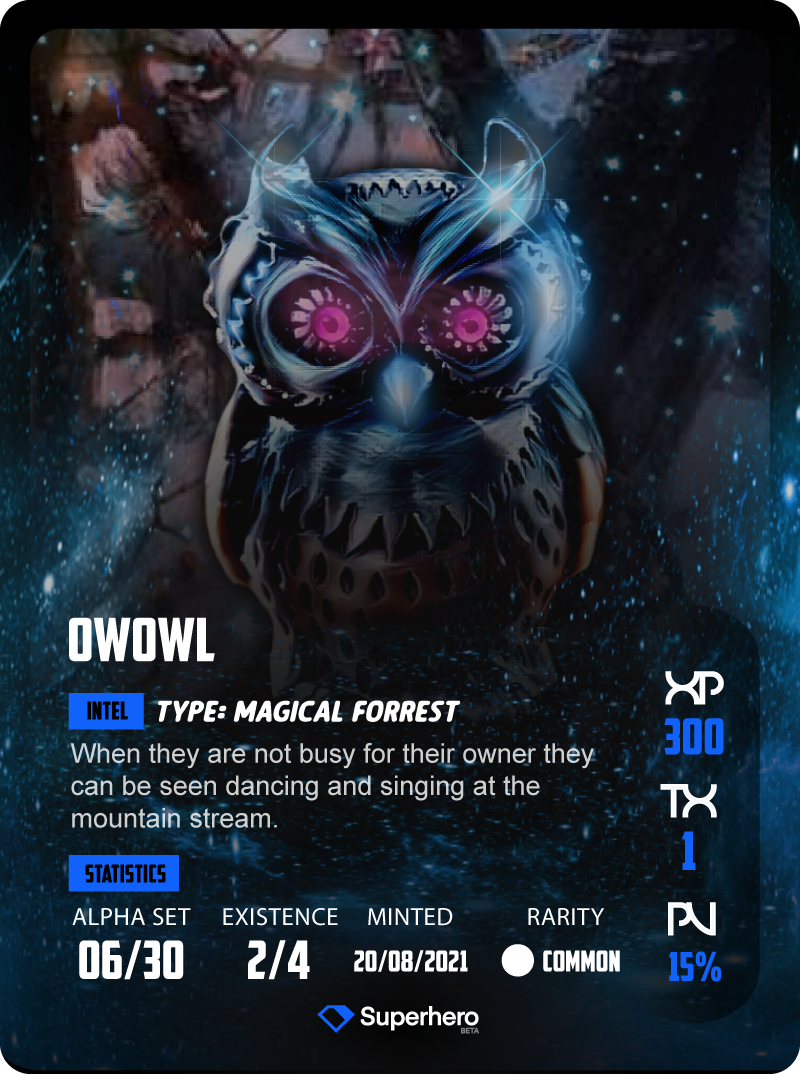 OWOWL
INTEL TYPE: MAGICAL FORREST
When they are not busy for their owner they
can be seen dancing and singing at the
mountain stream.
STATISTICS
ALPHA SET EXISTENCE MINTED RARITY
06/30 2/4 20/08/2021 COMMON
XP
300
TX
1
PV
15%
Superhero
BETA